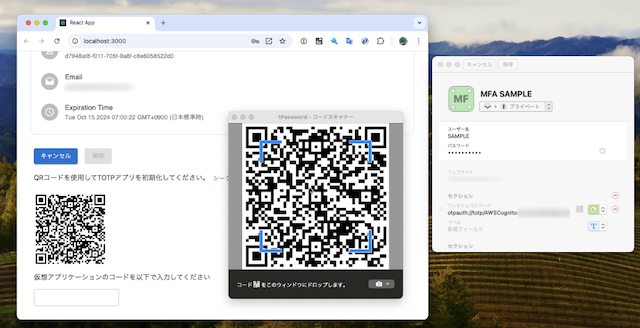 React App
localhost:3000
d7948af8-f011-705f-9a8f-c8e6058522d0
Email
Expiration Time
Tue Oct 15 2024 07:00:22 GMT+0900 (日本標準時)
キャンセル
保存
QRコードを使用してTOTPアプリを初期化してください。
仮想アプリケーションのコードを以下で入力してください
1Password - コードスキャナー
コード
をこのウィンドウにドロップします。
キャンセル
保存
MF
MFA SAMPLE
プライベート
ユーザー名
SAMPLE
パスワード
••••••••••
ウェブサイト
セクション
ワンタイムパスワード
otpauth://totp/AWSCognito:
ラベル
新規フィールド
T
セクション